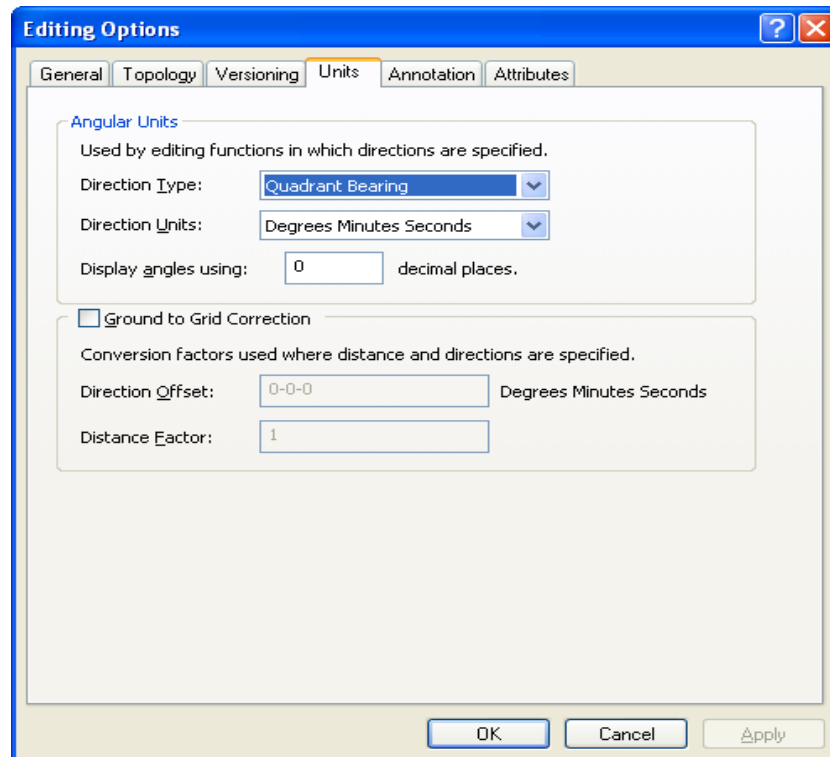 Editing Options
General Topology Versioning Units Annotation Attributes
Angular Units
Used by editing functions in which directions are specified.
Direction Type: Quadrant Bearing
Direction Units: Degrees Minutes Seconds
Display angles using: 0 decimal places.
Ground to Grid Correction
Conversion factors used where distance and directions are specified.
Direction Offset: 0-0-0 Degrees Minutes Seconds
Distance Factor: 1
OK Cancel Apply